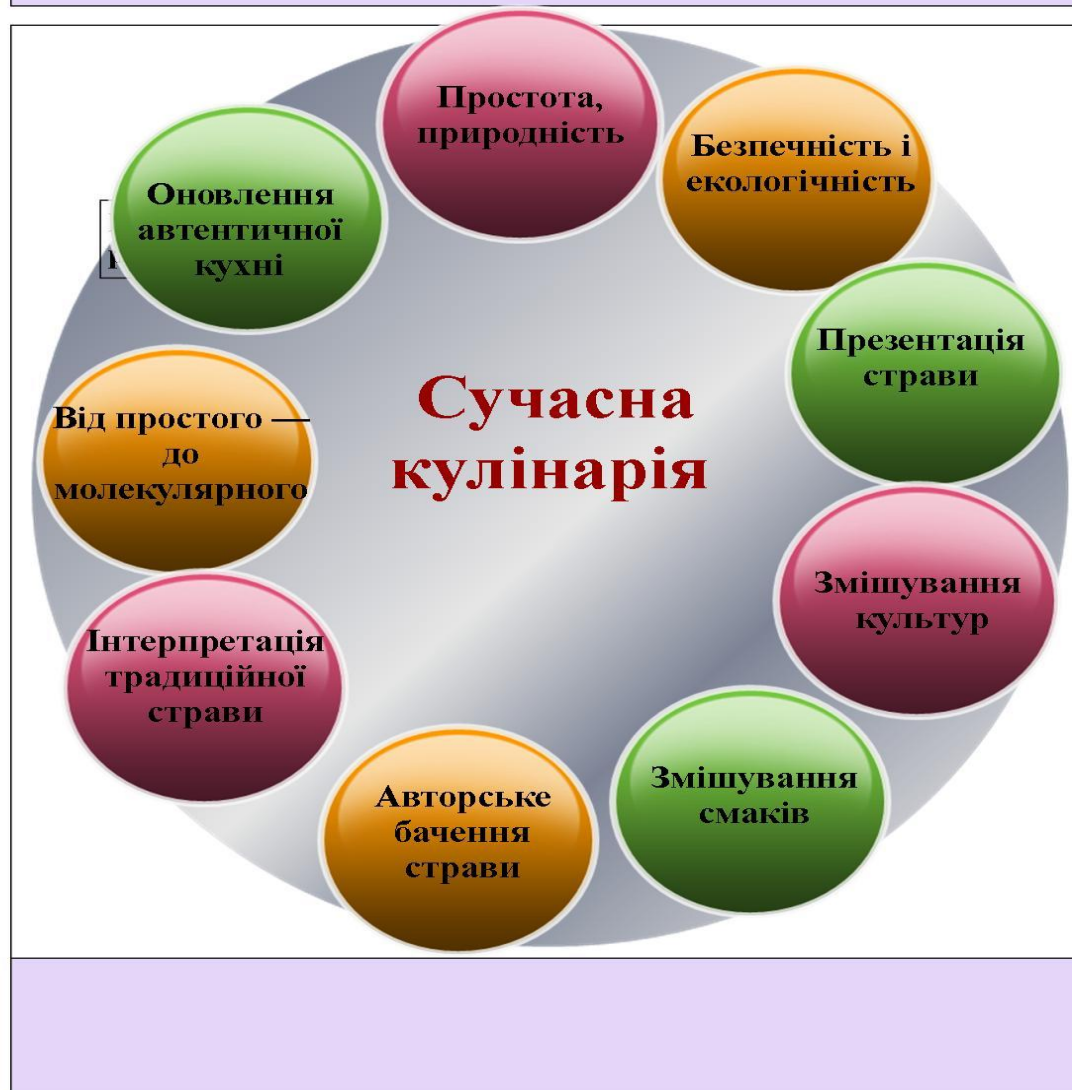 Простота,
природність
Безпечність і
екологічність
Презентація
страви
Змішування
культур
Змішування
смаків
Авторське
бачення
страви
Інтерпретація
традиційної
страви
Від простого —
до
молекулярного
Оновлення
автентичної
кухні
Сучасна
кулінарія